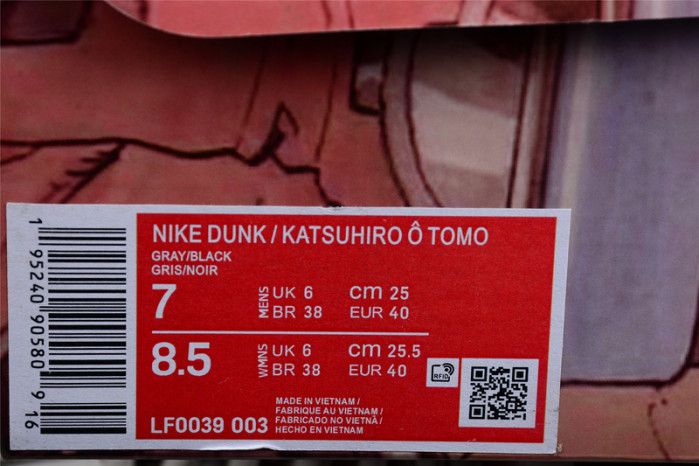 1 95240 90580 9 16
NIKE DUNK / KATSUHIRO Ô TOMO
GRAY/BLACK
GRIS/NOIR
7 MENS UK 6 cm 25
BR 38 EUR 40
8.5 WMNS UK 6 cm 25.5
BR 38 EUR 40
RFID
MADE IN VIETNAM /
FABRIQUE AU VIETNAM /
FABRICADO NO VIETNÃ /
HECHO EN VIETNAM
LF0039 003